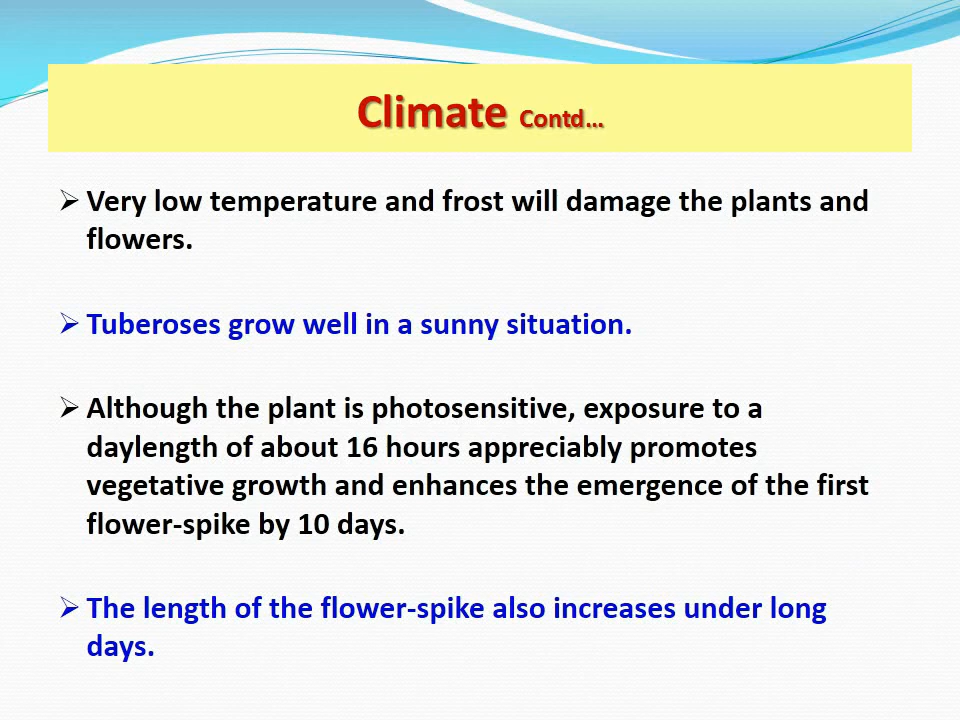 Climate Contd...
Very low temperature and frost will damage the plants and
flowers.
Tuberoses grow well in a sunny situation.
Although the plant is photosensitive, exposure to a
daylength of about 16 hours appreciably promotes
vegetative growth and enhances the emergence of the first
flower-spike by 10 days.
The length of the flower-spike also increases under long
days.